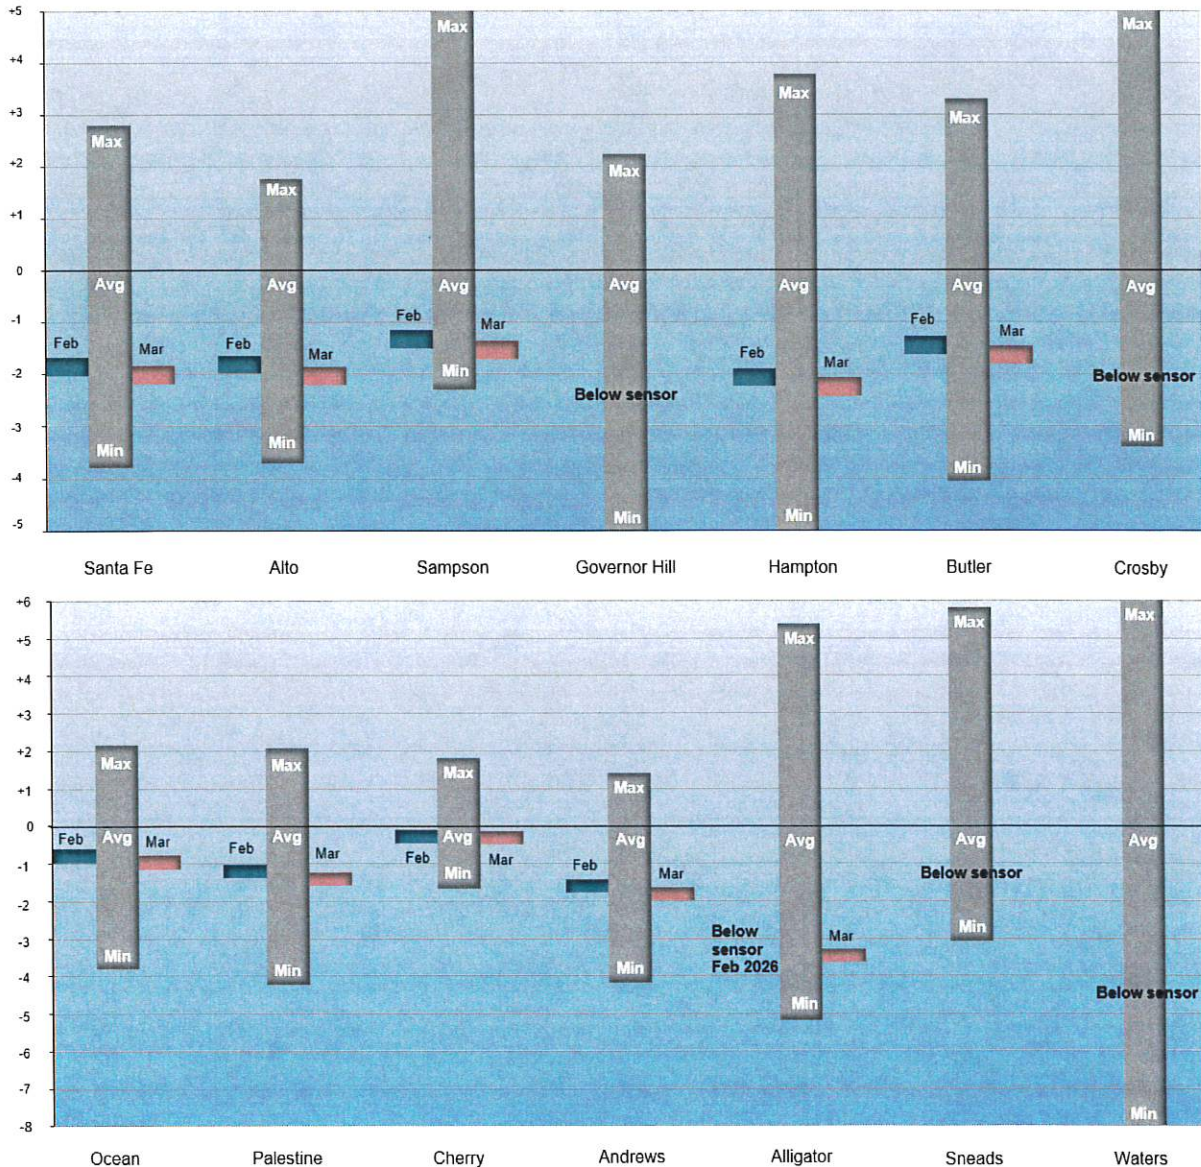 +5
+4
+3
+2
+1
0
-1
-2
-3
-4
-5
Max
Avg
Min
Feb
Mar
Max
Avg
Min
Feb
Mar
Max
Avg
Min
Feb
Mar
Max
Avg
Below sensor
Min
Max
Avg
Min
Feb
Mar
Max
Avg
Min
Feb
Mar
Max
Avg
Below sensor
Min
Santa Fe
Alto
Sampson
Governor Hill
Hampton
Butler
Crosby
+6
+5
+4
+3
+2
+1
0
-1
-2
-3
-4
-5
-6
-7
-8
Max
Avg
Min
Feb
Mar
Max
Avg
Min
Feb
Mar
Max
Avg
Min
Feb
Mar
Max
Avg
Min
Feb
Mar
Max
Avg
Min
Below
sensor
Feb 2026
Mar
Max
Avg
Below sensor
Min
Max
Avg
Below sensor
Min
Ocean
Palestine
Cherry
Andrews
Alligator
Sneads
Waters